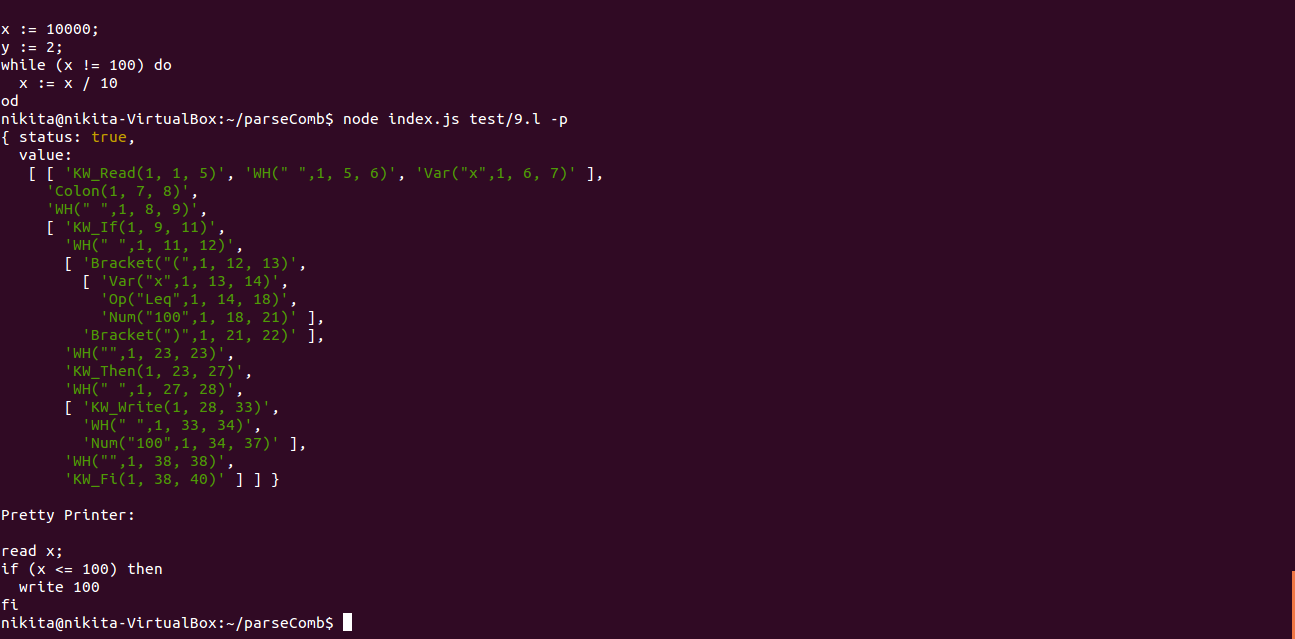 x := 10000;
y := 2;
while (x != 100) do
  x := x / 10
od
nikita@nikita-VirtualBox:~/parseComb$ node index.js test/9.l -p
{ status: true,
  value:
   [ [ 'KW_Read(1, 1, 5)', 'WH(" ",1, 5, 6)', 'Var("x",1, 6, 7)' ],
     'Colon(1, 7, 8)',
     'WH(" ",1, 8, 9)',
     [ 'KW_If(1, 9, 11)',
       'WH(" ",1, 11, 12)',
       [ 'Bracket("(",1, 12, 13)',
         [ 'Var("x",1, 13, 14)',
           'Op("Leq",1, 14, 18)',
           'Num("100",1, 18, 21)' ],
         'Bracket(")",1, 21, 22)' ],
       'WH("",1, 23, 23)',
       'KW_Then(1, 23, 27)',
       'WH(" ",1, 27, 28)',
       [ 'KW_Write(1, 28, 33)',
         'WH(" ",1, 33, 34)',
         'Num("100",1, 34, 37)' ],
       'WH("",1, 38, 38)',
       'KW_Fi(1, 38, 40)' ] ] }
Pretty Printer:
read x;
if (x <= 100) then
  write 100
fi
nikita@nikita-VirtualBox:~/parseComb$